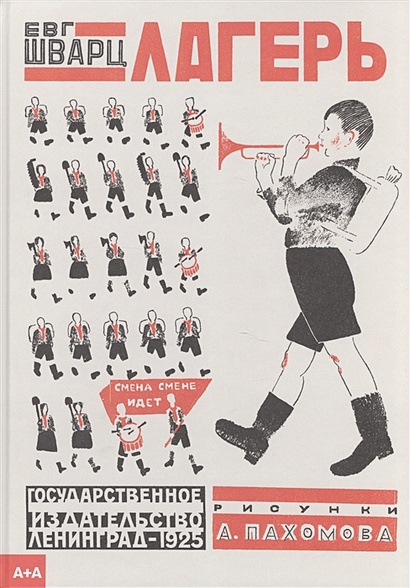 ЕВГ
ШВАРЦ
ЛАГЕРЬ
СМЕНА СМЕНЕ
ИДЕТ
ГОСУДАРСТВЕННОЕ
ИЗДАТЕЛЬСТВО
ЛЕНИНГРАД-1925
РИСУНКИ
А. ПАХОМОВА
А+А